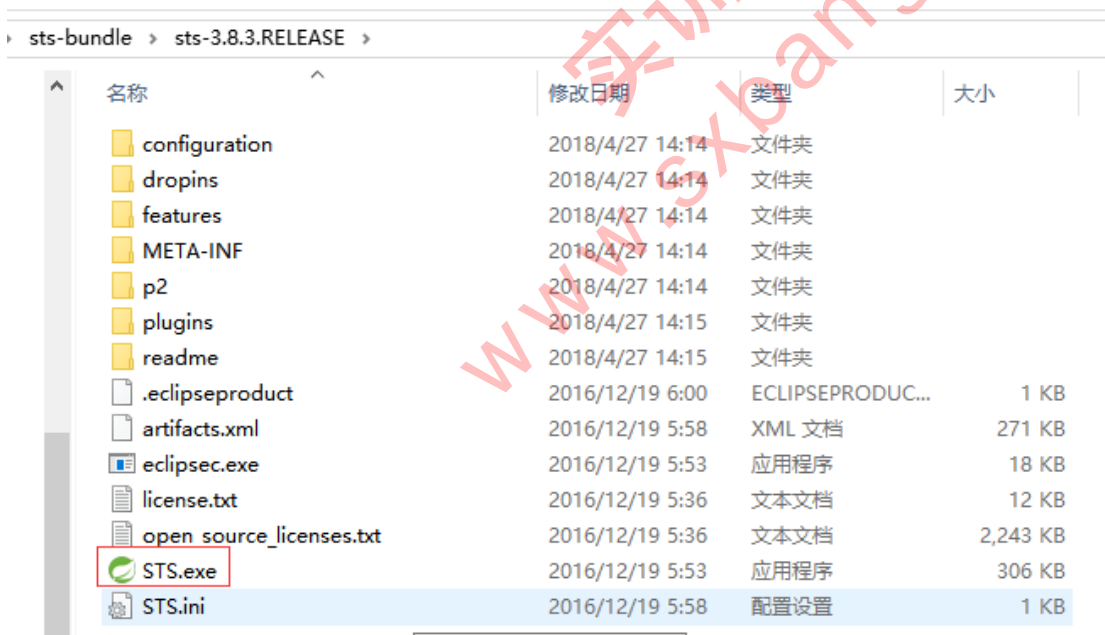 sts-bundle > sts-3.8.3.RELEASE >
名称 修改日期 类型 大小
configuration 2018/4/27 14:14 文件夹
dropins 2018/4/27 14:14 文件夹
features 2018/4/27 14:14 文件夹
META-INF 2018/4/27 14:14 文件夹
p2 2018/4/27 14:14 文件夹
plugins 2018/4/27 14:15 文件夹
readme 2018/4/27 14:15 文件夹
.eclipseproduct 2016/12/19 6:00 ECLIPSEPRODUC... 1 KB
artifacts.xml 2016/12/19 5:58 XML 文档 271 KB
eclipsec.exe 2016/12/19 5:53 应用程序 18 KB
license.txt 2016/12/19 5:36 文本文档 12 KB
open_source_licenses.txt 2016/12/19 5:36 文本文档 2,243 KB
STS.exe 2016/12/19 5:53 应用程序 306 KB
STS.ini 2016/12/19 5:58 配置设置 1 KB
实训
www.sxbang